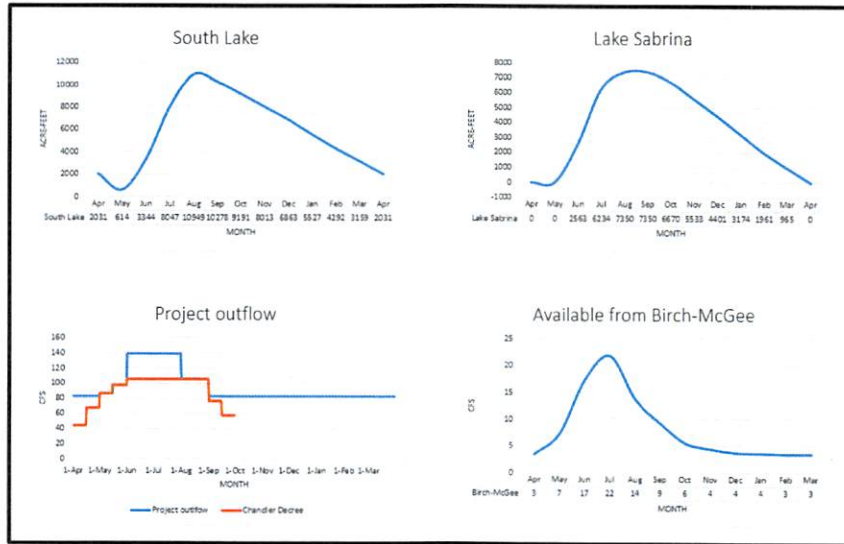 South Lake
12000
10000
8000
6000
4000
2000
0
ACRE-FEET
Apr May Jun Jul Aug Sep Oct Nov Dec Jan Feb Mar Apr
South Lake 2031 614 3344 8047 10949 10278 9191 8013 6863 5527 4292 3159 2031
MONTH
Lake Sabrina
8000
7000
6000
5000
4000
3000
2000
1000
0
-1000
ACRE-FEET
Apr May Jun Jul Aug Sep Oct Nov Dec Jan Feb Mar Apr
Lake Sabrina 0 0 2563 6234 7350 7350 6670 5533 4401 3174 1961 965 0
MONTH
Project outflow
160
140
120
100
80
60
40
20
0
CFS
1-Apr 1-May 1-Jun 1-Jul 1-Aug 1-Sep 1-Oct 1-Nov 1-Dec 1-Jan 1-Feb 1-Mar
MONTH
Project outflow Chandler Decree
Available from Birch-McGee
25
20
15
10
5
0
CFS
Apr May Jun Jul Aug Sep Oct Nov Dec Jan Feb Mar
Birch-McGee 3 7 17 22 14 9 6 4 4 4 3 3
MONTH